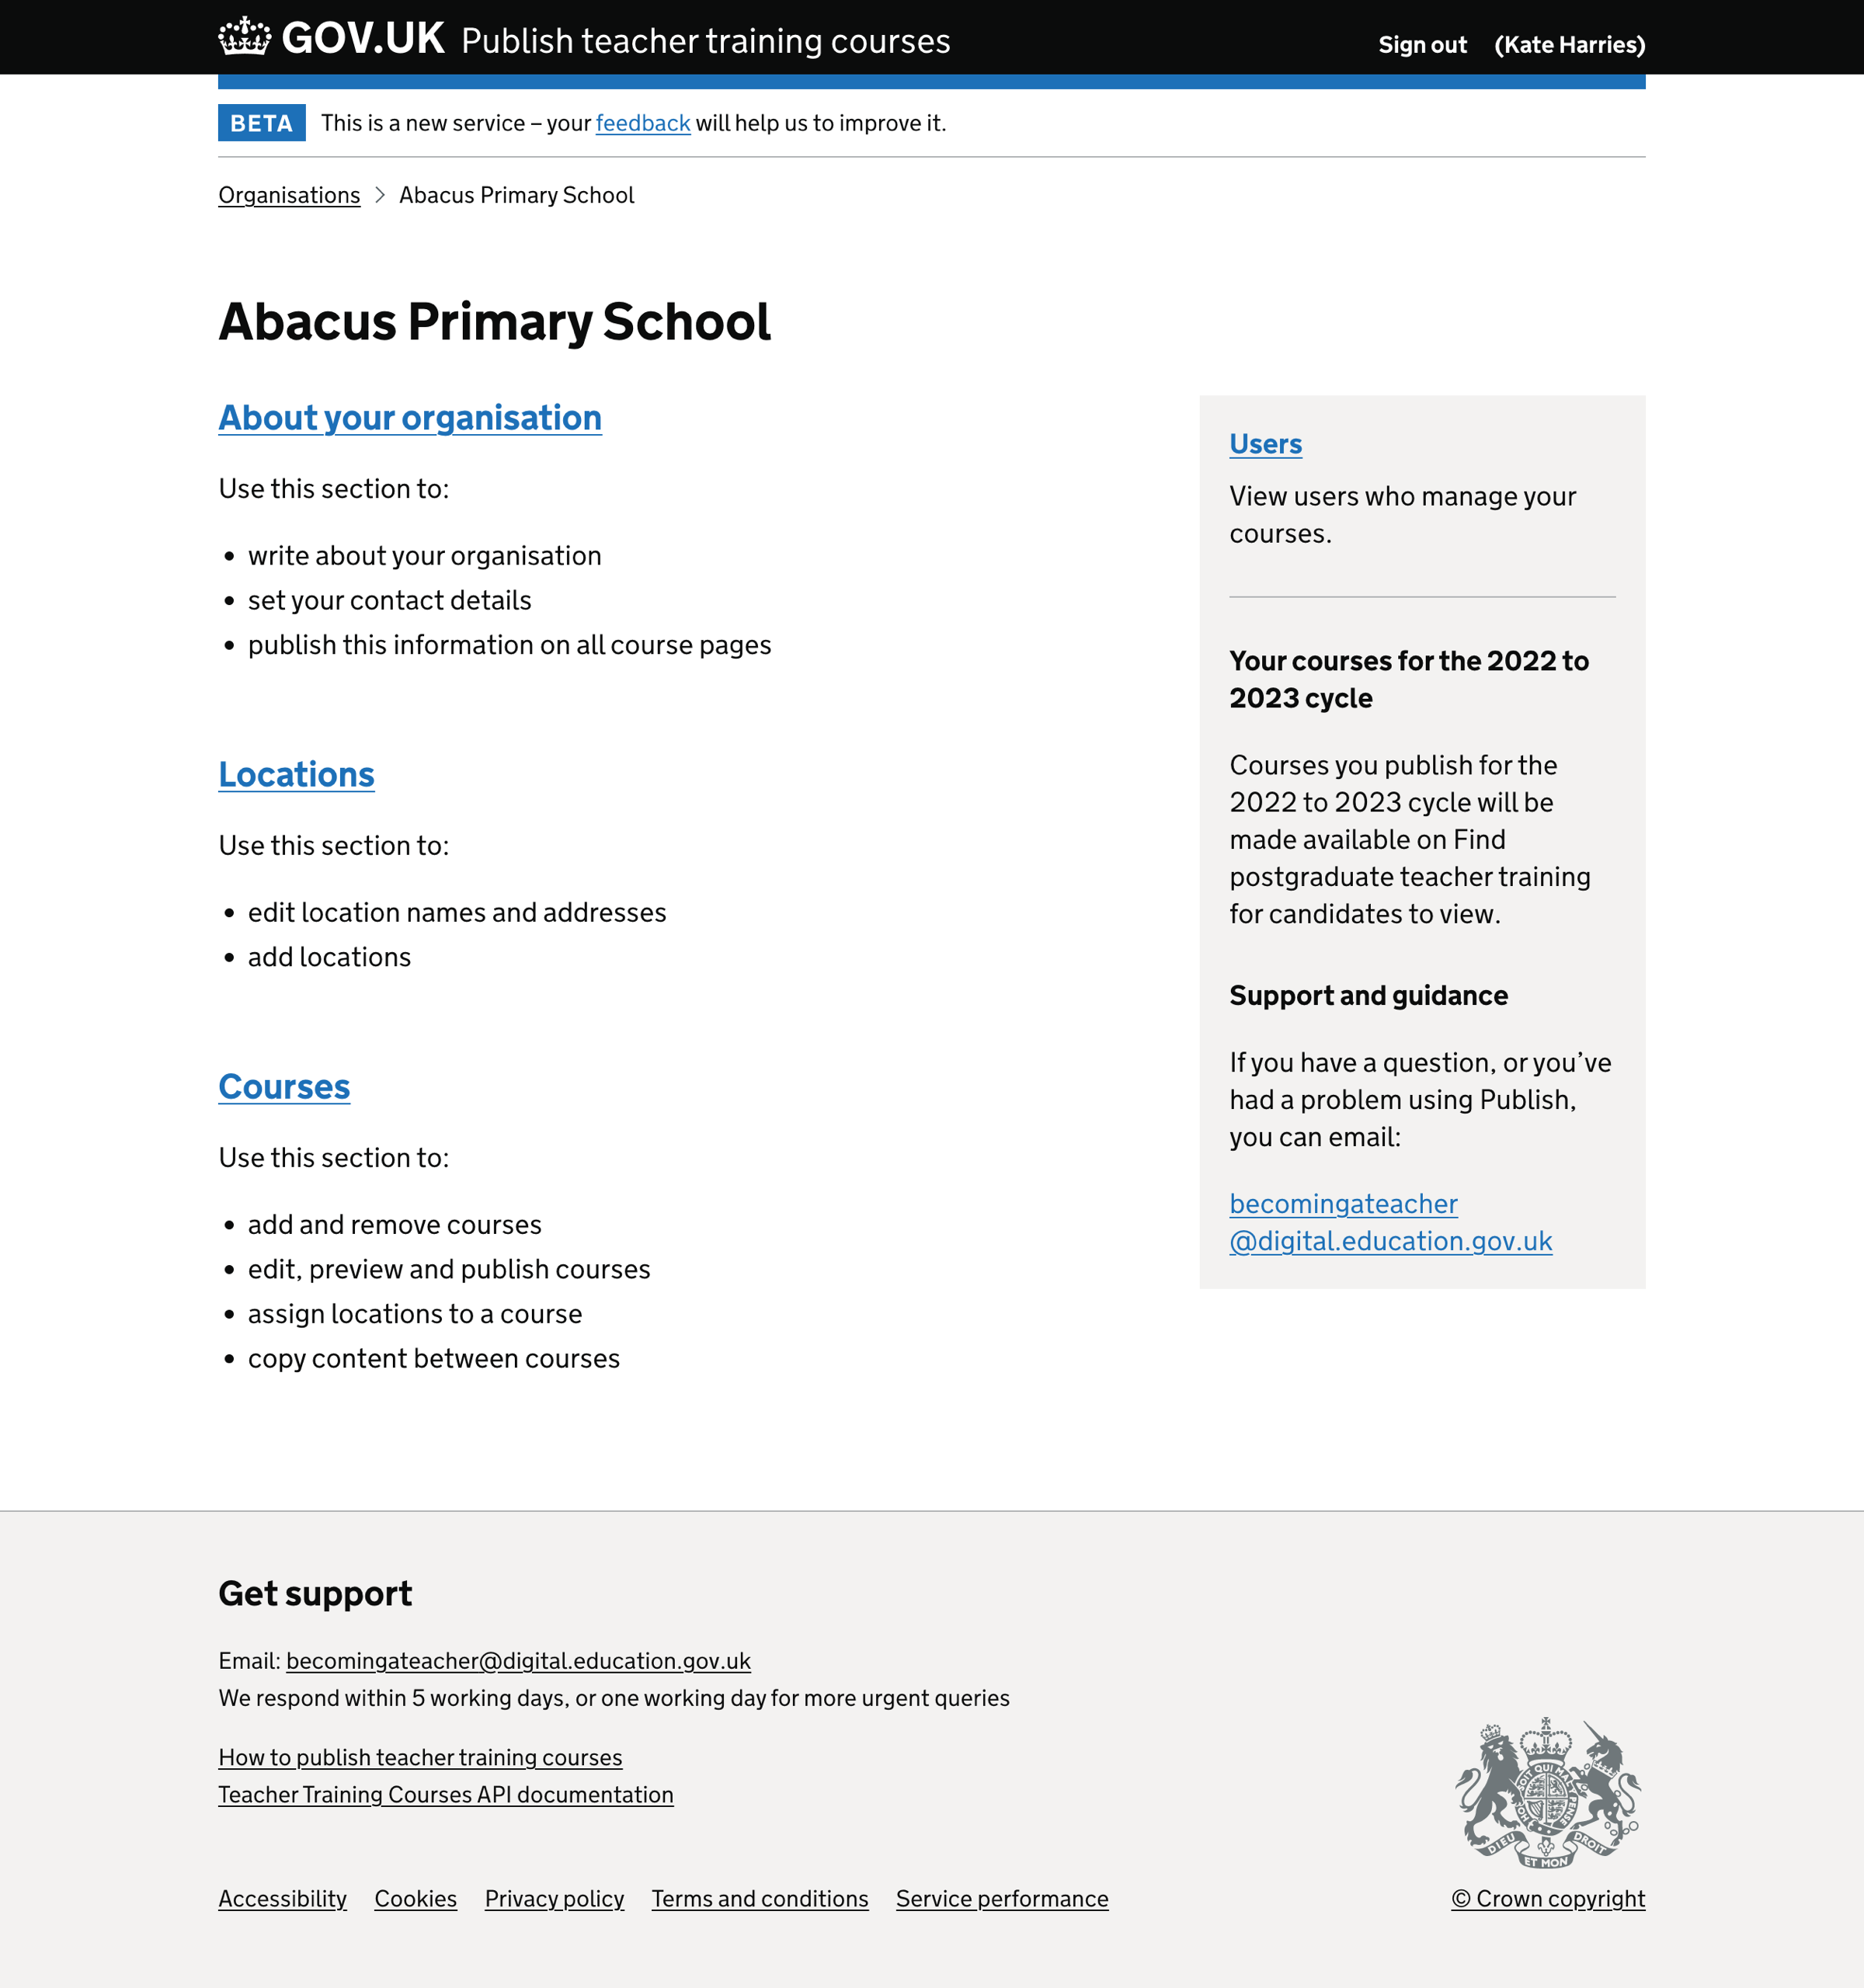 GOV.UK Publish teacher training courses
Sign out (Kate Harries)
BETA This is a new service – your feedback will help us to improve it.
Organisations > Abacus Primary School
Abacus Primary School
About your organisation
Use this section to:
• write about your organisation
• set your contact details
• publish this information on all course pages
Locations
Use this section to:
• edit location names and addresses
• add locations
Courses
Use this section to:
• add and remove courses
• edit, preview and publish courses
• assign locations to a course
• copy content between courses
Users
View users who manage your
courses.
Your courses for the 2022 to
2023 cycle
Courses you publish for the
2022 to 2023 cycle will be
made available on Find
postgraduate teacher training
for candidates to view.
Support and guidance
If you have a question, or you’ve
had a problem using Publish,
you can email:
becomingateacher
@digital.education.gov.uk
Get support
Email: becomingateacher@digital.education.gov.uk
We respond within 5 working days, or one working day for more urgent queries
How to publish teacher training courses
Teacher Training Courses API documentation
SOIT QUI MAL Y PENSE
DIEU ET MON DROIT
Accessibility Cookies Privacy policy Terms and conditions Service performance
© Crown copyright